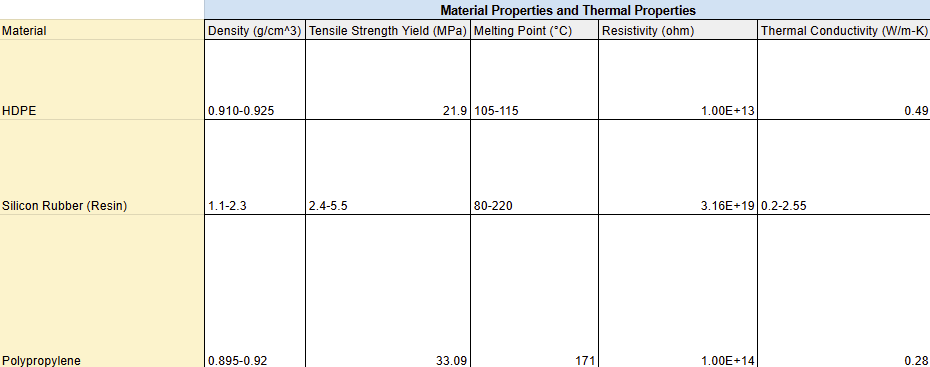 Material Properties and Thermal Properties
Material Density (g/cm^3) Tensile Strength Yield (MPa) Melting Point (°C) Resistivity (ohm) Thermal Conductivity (W/m-K)
HDPE 0.910-0.925 21.9 105-115 1.00E+13 0.49
Silicon Rubber (Resin) 1.1-2.3 2.4-5.5 80-220 3.16E+19 0.2-2.55
Polypropylene 0.895-0.92 33.09 171 1.00E+14 0.28